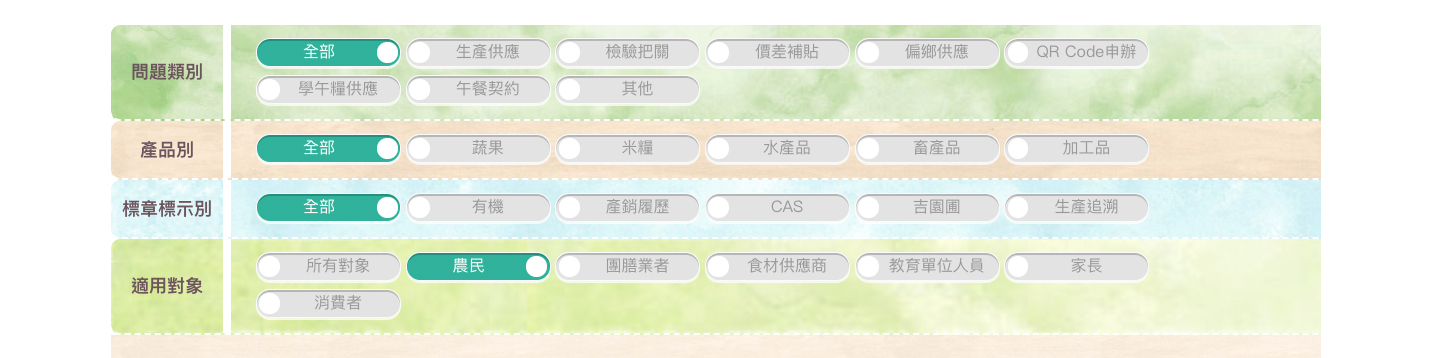 問題類別
全部 生產供應 檢驗把關 價差補貼 偏鄉供應 QR Code申辦
學午糧供應 午餐契約 其他
產品別
全部 蔬果 米糧 水產品 畜產品 加工品
標章標示別
全部 有機 產銷履歷 CAS 吉園圃 生產追溯
適用對象
所有對象 農民 團膳業者 食材供應商 教育單位人員 家長
消費者